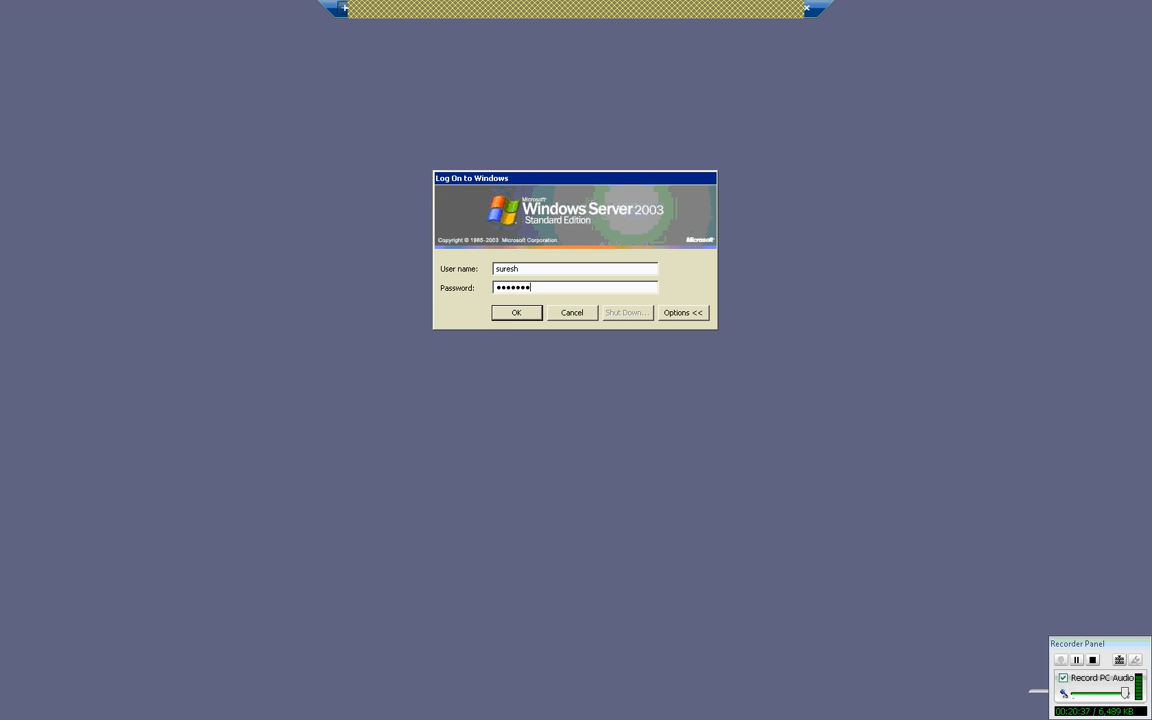 Log On to Windows
Microsoft
Windows Server 2003
Standard Edition
Copyright © 1985-2003 Microsoft Corporation
Microsoft
User name:
suresh
Password:
•••••••
OK
Cancel
Shut Down...
Options <<
Recorder Panel
Record PC Audio
00:20:37 / 6,489 KB